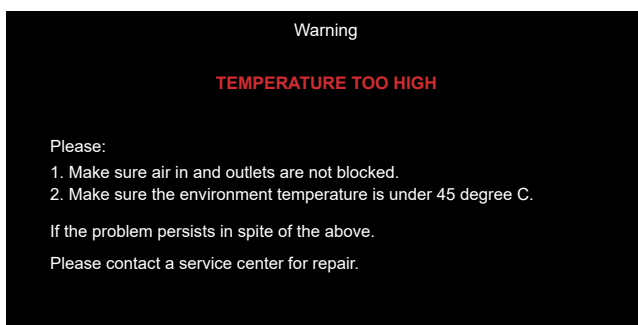 Warning
TEMPERATURE TOO HIGH
Please:
1. Make sure air in and outlets are not blocked.
2. Make sure the environment temperature is under 45 degree C.
If the problem persists in spite of the above.
Please contact a service center for repair.